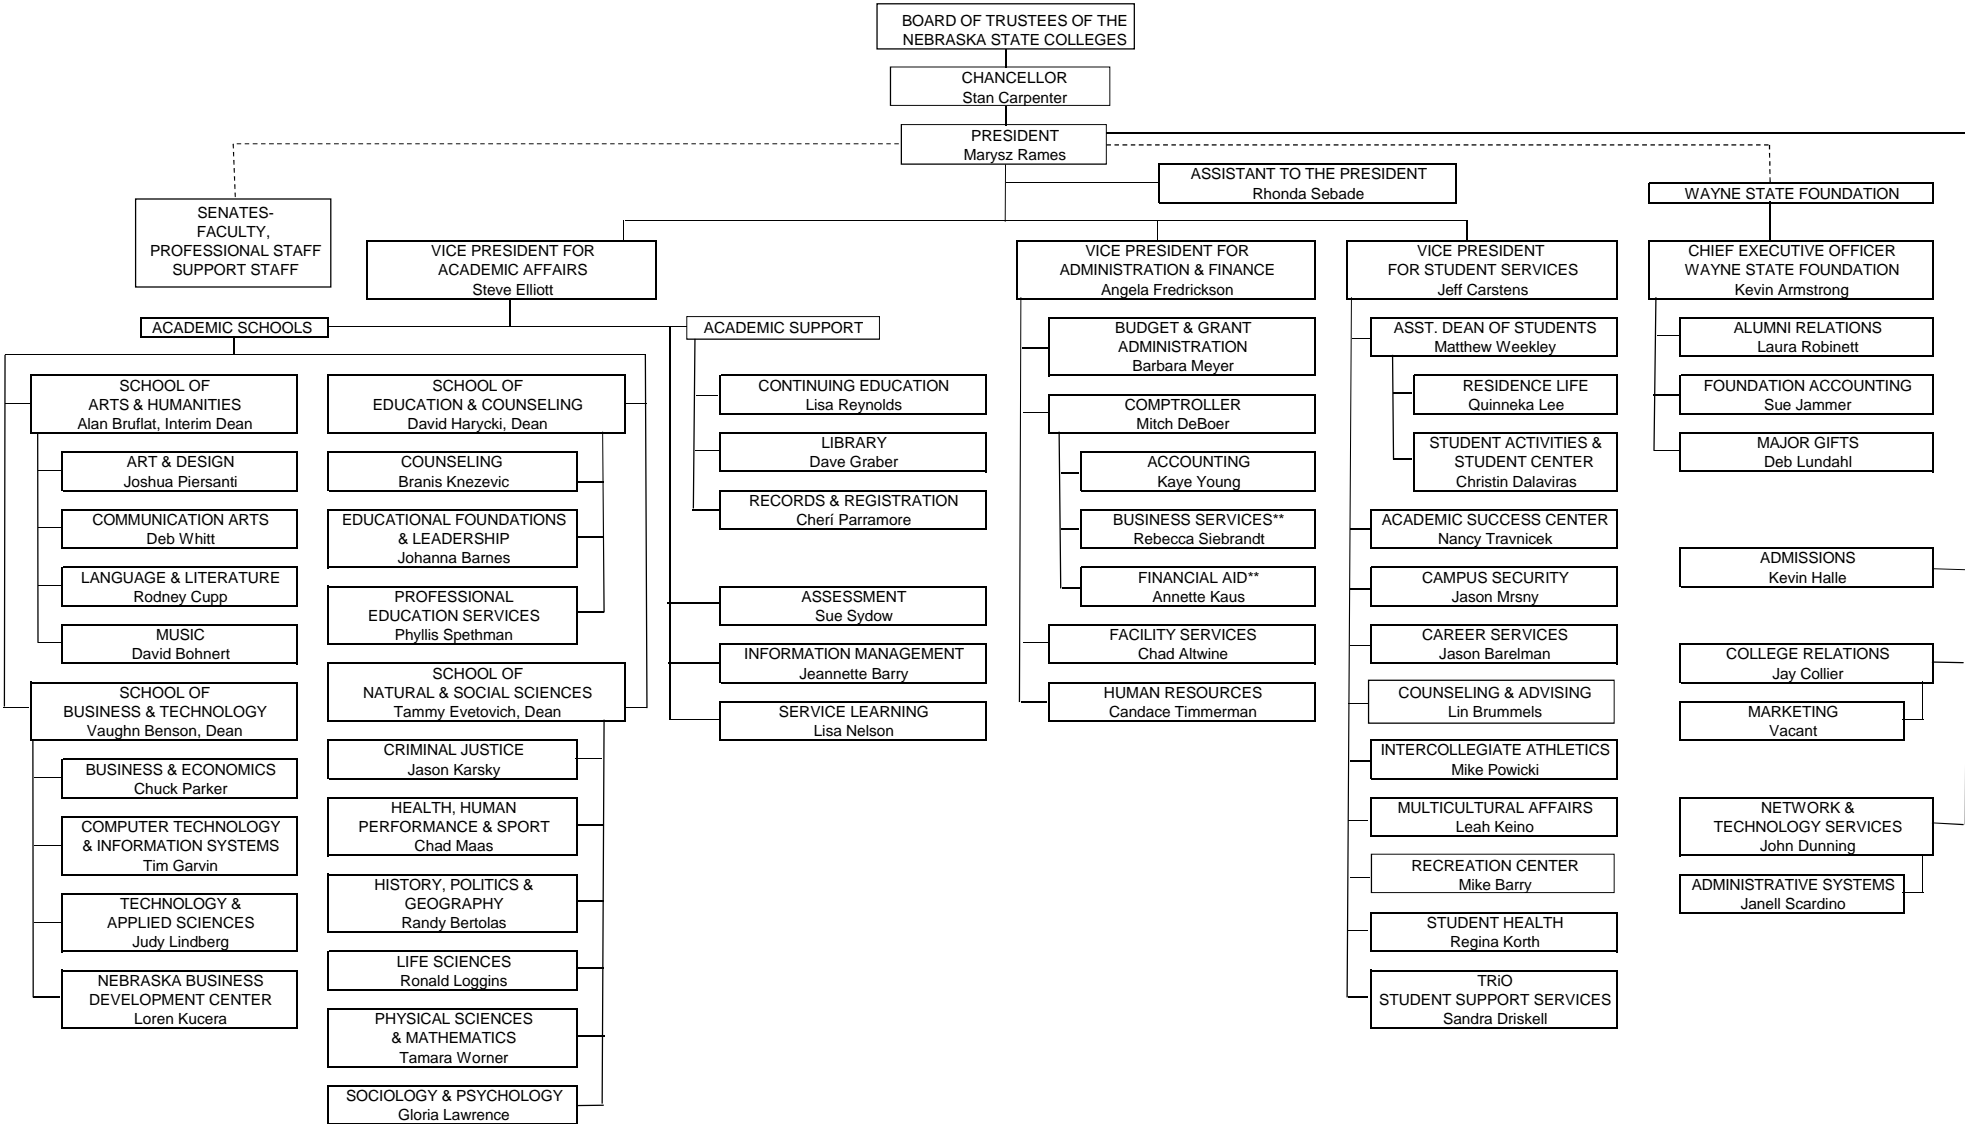 BOARD OF TRUSTEES OF THE
NEBRASKA STATE COLLEGES
CHANCELLOR
Stan Carpenter
PRESIDENT
Marysz Rames
ASSISTANT TO THE PRESIDENT
Rhonda Sebade
SENATES-
FACULTY,
PROFESSIONAL STAFF
SUPPORT STAFF
VICE PRESIDENT FOR
ACADEMIC AFFAIRS
Steve Elliott
ACADEMIC SCHOOLS
SCHOOL OF
ARTS & HUMANITIES
Alan Bruflat, Interim Dean
ART & DESIGN
Joshua Piersanti
COMMUNICATION ARTS
Deb Whitt
LANGUAGE & LITERATURE
Rodney Cupp
MUSIC
David Bohnert
SCHOOL OF
BUSINESS & TECHNOLOGY
Vaughn Benson, Dean
BUSINESS & ECONOMICS
Chuck Parker
COMPUTER TECHNOLOGY
& INFORMATION SYSTEMS
Tim Garvin
TECHNOLOGY &
APPLIED SCIENCES
Judy Lindberg
NEBRASKA BUSINESS
DEVELOPMENT CENTER
Loren Kucera
SCHOOL OF
EDUCATION & COUNSELING
David Harycki, Dean
COUNSELING
Branis Knezevic
EDUCATIONAL FOUNDATIONS
& LEADERSHIP
Johanna Barnes
PROFESSIONAL
EDUCATION SERVICES
Phyllis Spethman
SCHOOL OF
NATURAL & SOCIAL SCIENCES
Tammy Evetovich, Dean
CRIMINAL JUSTICE
Jason Karsky
HEALTH, HUMAN
PERFORMANCE & SPORT
Chad Maas
HISTORY, POLITICS &
GEOGRAPHY
Randy Bertolas
LIFE SCIENCES
Ronald Loggins
PHYSICAL SCIENCES
& MATHEMATICS
Tamara Worner
SOCIOLOGY & PSYCHOLOGY
Gloria Lawrence
ACADEMIC SUPPORT
CONTINUING EDUCATION
Lisa Reynolds
LIBRARY
Dave Graber
RECORDS & REGISTRATION
Cherí Parramore
ASSESSMENT
Sue Sydow
INFORMATION MANAGEMENT
Jeannette Barry
SERVICE LEARNING
Lisa Nelson
VICE PRESIDENT FOR
ADMINISTRATION & FINANCE
Angela Fredrickson
BUDGET & GRANT
ADMINISTRATION
Barbara Meyer
COMPTROLLER
Mitch DeBoer
ACCOUNTING
Kaye Young
BUSINESS SERVICES**
Rebecca Siebrandt
FINANCIAL AID**
Annette Kaus
FACILITY SERVICES
Chad Altwine
HUMAN RESOURCES
Candace Timmerman
VICE PRESIDENT
FOR STUDENT SERVICES
Jeff Carstens
ASST. DEAN OF STUDENTS
Matthew Weekley
RESIDENCE LIFE
Quinneka Lee
STUDENT ACTIVITIES &
STUDENT CENTER
Christin Dalaviras
ACADEMIC SUCCESS CENTER
Nancy Travnicek
CAMPUS SECURITY
Jason Mrsny
CAREER SERVICES
Jason Barelman
COUNSELING & ADVISING
Lin Brummels
INTERCOLLEGIATE ATHLETICS
Mike Powicki
MULTICULTURAL AFFAIRS
Leah Keino
RECREATION CENTER
Mike Barry
STUDENT HEALTH
Regina Korth
TRiO
STUDENT SUPPORT SERVICES
Sandra Driskell
WAYNE STATE FOUNDATION
CHIEF EXECUTIVE OFFICER
WAYNE STATE FOUNDATION
Kevin Armstrong
ALUMNI RELATIONS
Laura Robinett
FOUNDATION ACCOUNTING
Sue Jammer
MAJOR GIFTS
Deb Lundahl
ADMISSIONS
Kevin Halle
COLLEGE RELATIONS
Jay Collier
MARKETING
Vacant
NETWORK &
TECHNOLOGY SERVICES
John Dunning
ADMINISTRATIVE SYSTEMS
Janell Scardino